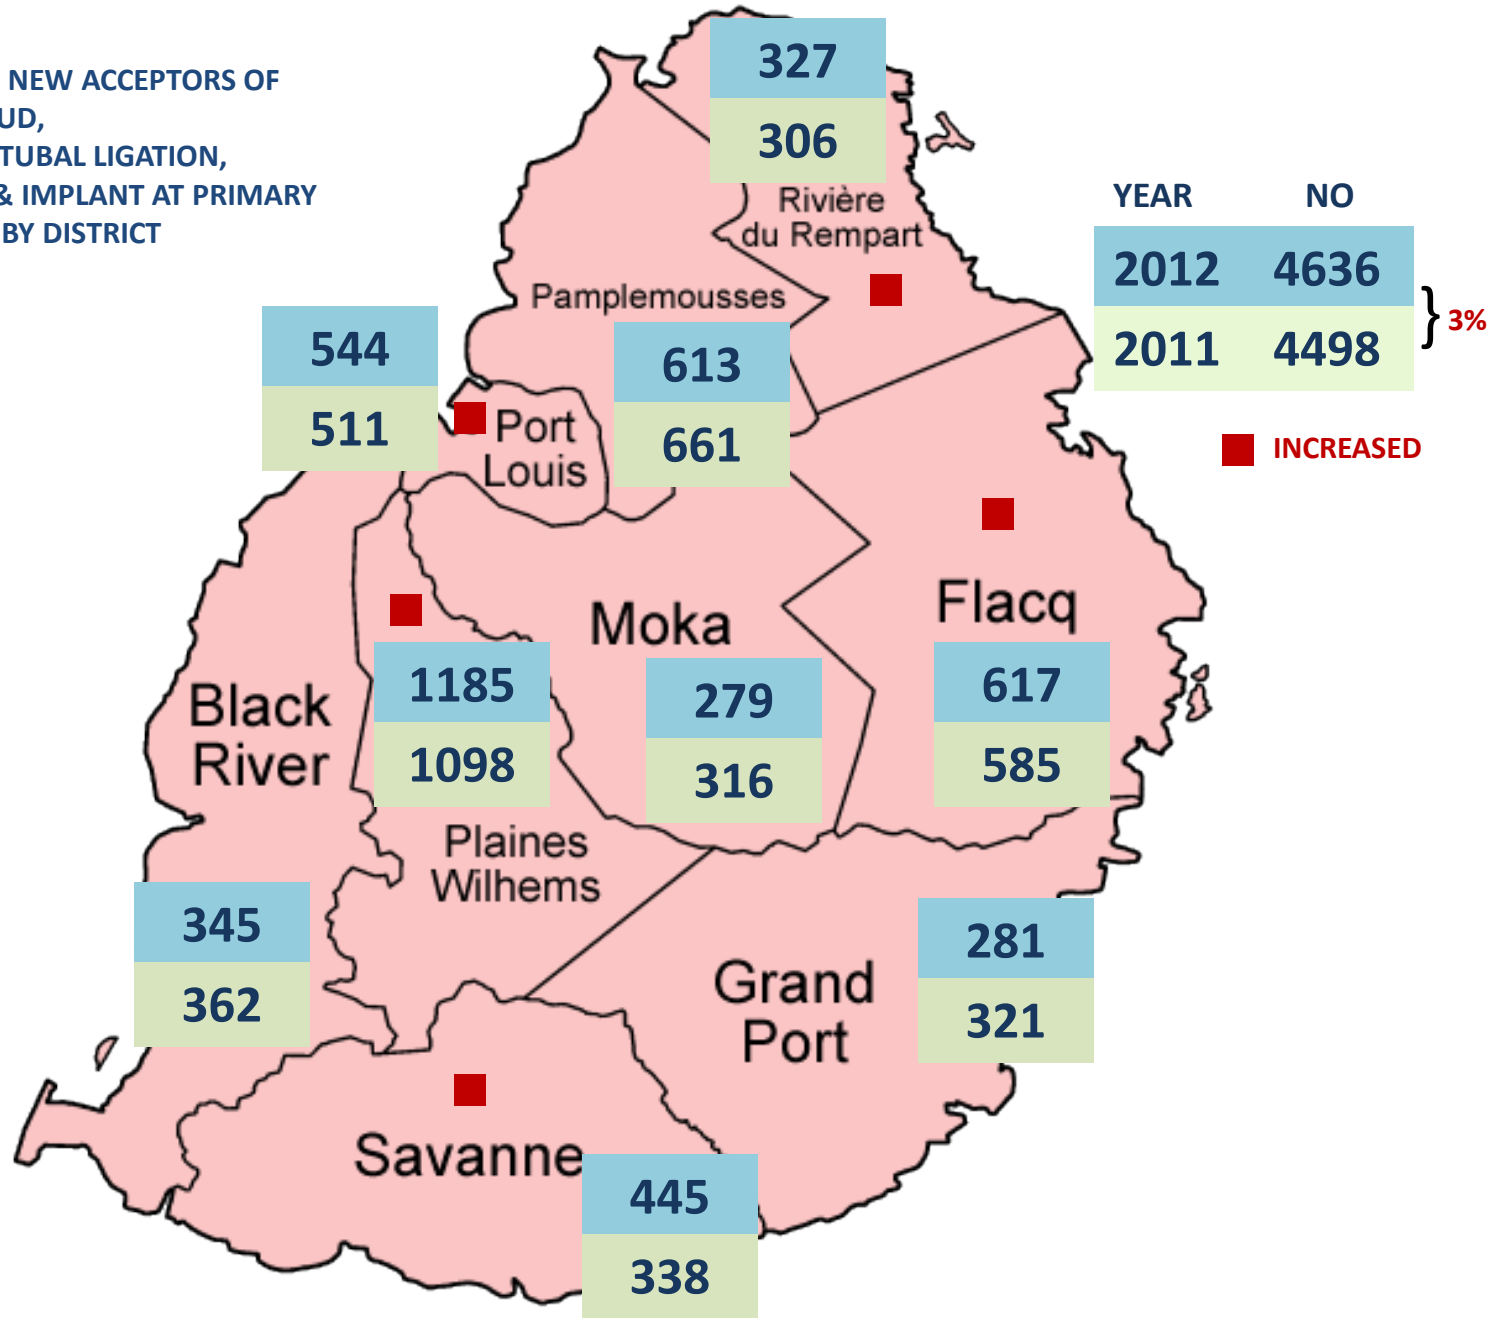 NEW ACCEPTORS OF
UD,
TUBAL LIGATION,
& IMPLANT AT PRIMARY
BY DISTRICT
327
306
Rivière
du Rempart
YEAR NO
2012 4636
2011 4498
} 3%
INCREASED
Pamplemousses
544
511
613
661
Port
Louis
Moka
Flacq
Black
River
1185
1098
279
316
617
585
Plaines
Wilhems
345
362
281
321
Grand
Port
Savanne
445
338